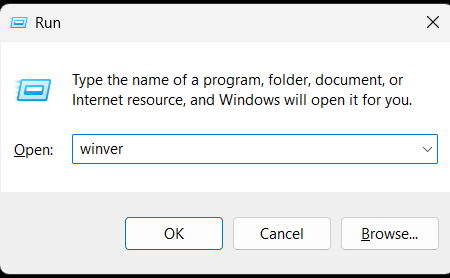 Run
Type the name of a program, folder, document, or
Internet resource, and Windows will open it for you.
Open: winver
OK Cancel Browse...